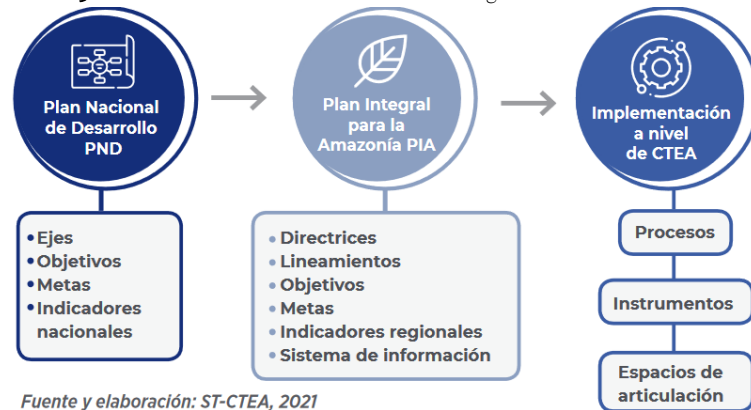 Plan Nacional
de Desarrollo
PND
Plan Integral
para la
Amazonía PIA
Implementación
a nivel
de CTEA
• Ejes
• Objetivos
• Metas
• Indicadores
nacionales
• Directrices
• Lineamientos
• Objetivos
• Metas
• Indicadores regionales
• Sistema de información
Procesos
Instrumentos
Espacios de
articulación
Fuente y elaboración: ST-CTEA, 2021